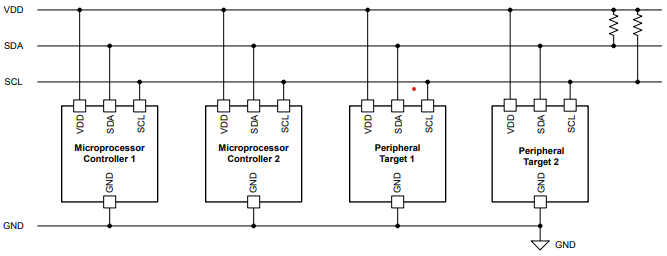 VDD
SDA
SCL
VDD SDA SCL
Microprocessor
Controller 1
GND
VDD SDA SCL
Microprocessor
Controller 2
GND
VDD SDA SCL
Peripheral
Target 1
GND
VDD SDA SCL
Peripheral
Target 2
GND
GND
GND